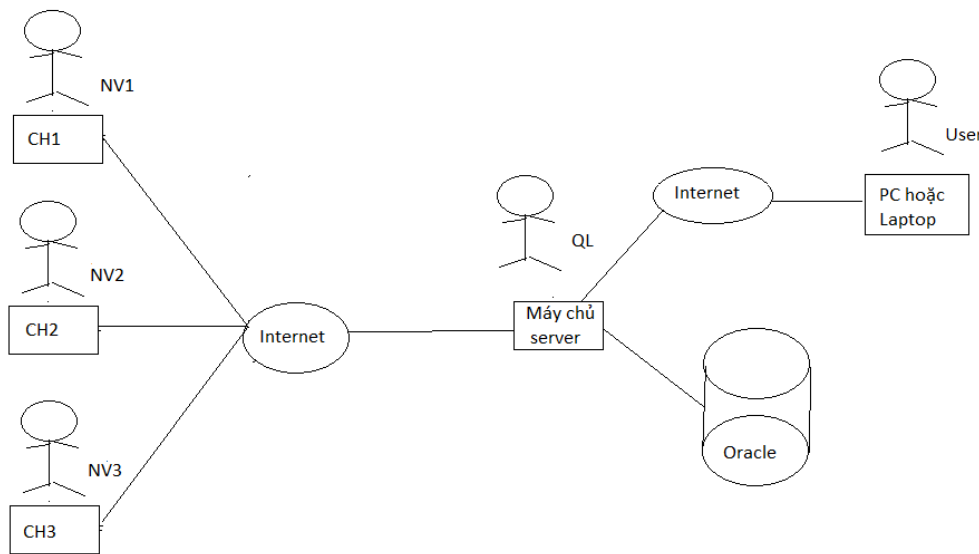 NV1
CH1
NV2
CH2
NV3
CH3
Internet
QL
Máy chủ
server
Internet
User
PC hoặc
Laptop
Oracle